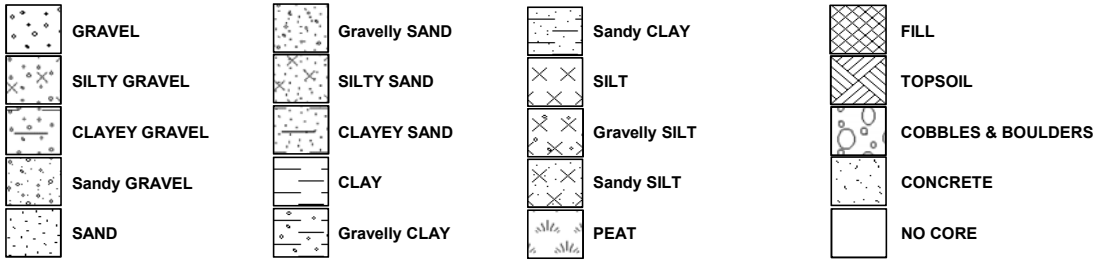 GRAVEL Gravelly SAND Sandy CLAY FILL
SILTY GRAVEL SILTY SAND SILT TOPSOIL
CLAYEY GRAVEL CLAYEY SAND Gravelly SILT COBBLES & BOULDERS
Sandy GRAVEL CLAY Sandy SILT CONCRETE
SAND Gravelly CLAY PEAT NO CORE